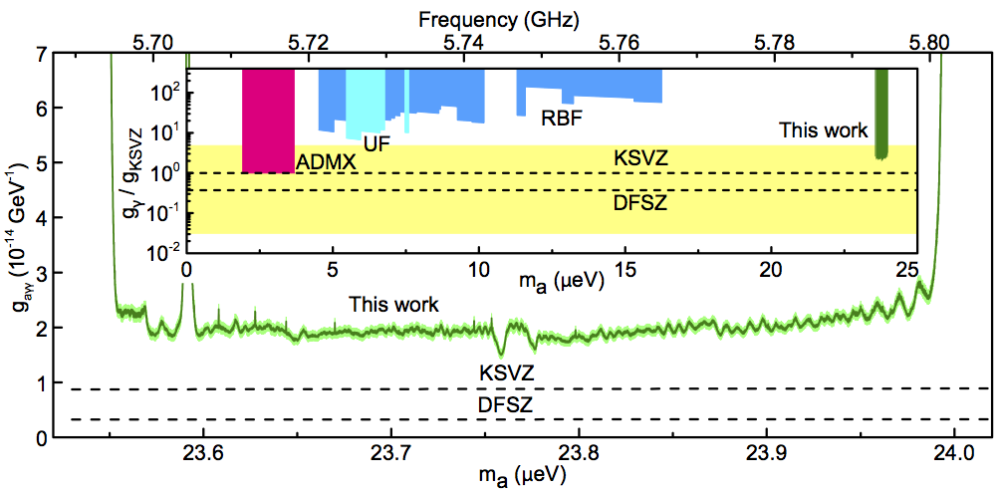 Frequency (GHz)
5.70 5.72 5.74 5.76 5.78 5.80
7
6
5
4
3
2
1
0
g_aγγ (10^-14 GeV^-1)
10^2
10^1
10^0
10^-1
10^-2
g_γ / g_KSVZ
ADMX
UF
RBF
This work
KSVZ
DFSZ
0 5 10 15 20 25
m_a (μeV)
This work
KSVZ
DFSZ
23.6 23.7 23.8 23.9 24.0
m_a (μeV)